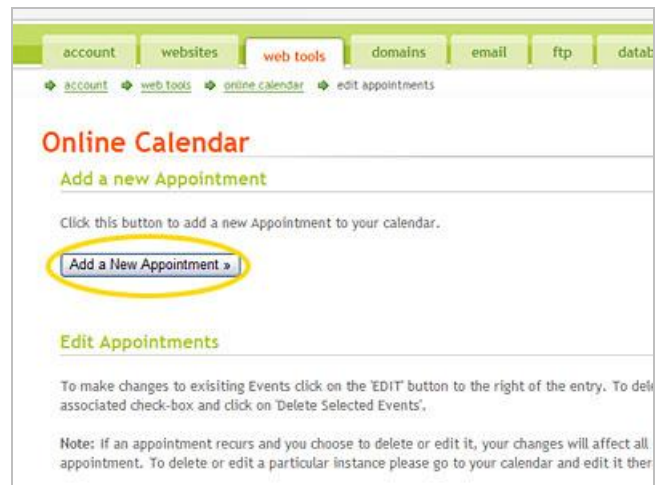 account websites web tools domains email ftp datab
account web tools online calendar edit appointments
Online Calendar
Add a new Appointment
Click this button to add a new Appointment to your calendar.
Add a New Appointment »
Edit Appointments
To make changes to exisiting Events click on the 'EDIT' button to the right of the entry. To dele
associated check-box and click on 'Delete Selected Events'.
Note: If an appointment recurs and you choose to delete or edit it, your changes will affect all
appointment. To delete or edit a particular instance please go to your calendar and edit it ther